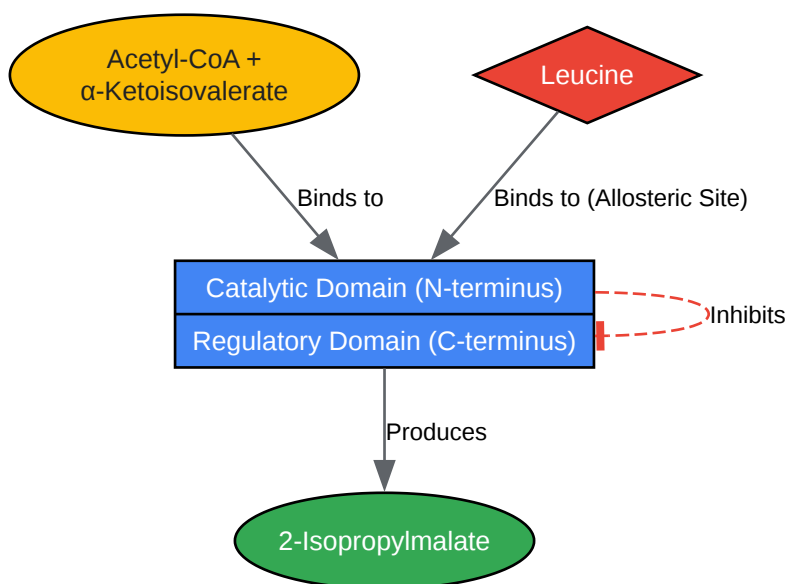 Acetyl-CoA +
α-Ketoisovalerate
Leucine
Binds to
Binds to (Allosteric Site)
Catalytic Domain (N-terminus)
Inhibits
Regulatory Domain (C-terminus)
Produces
2-Isopropylmalate